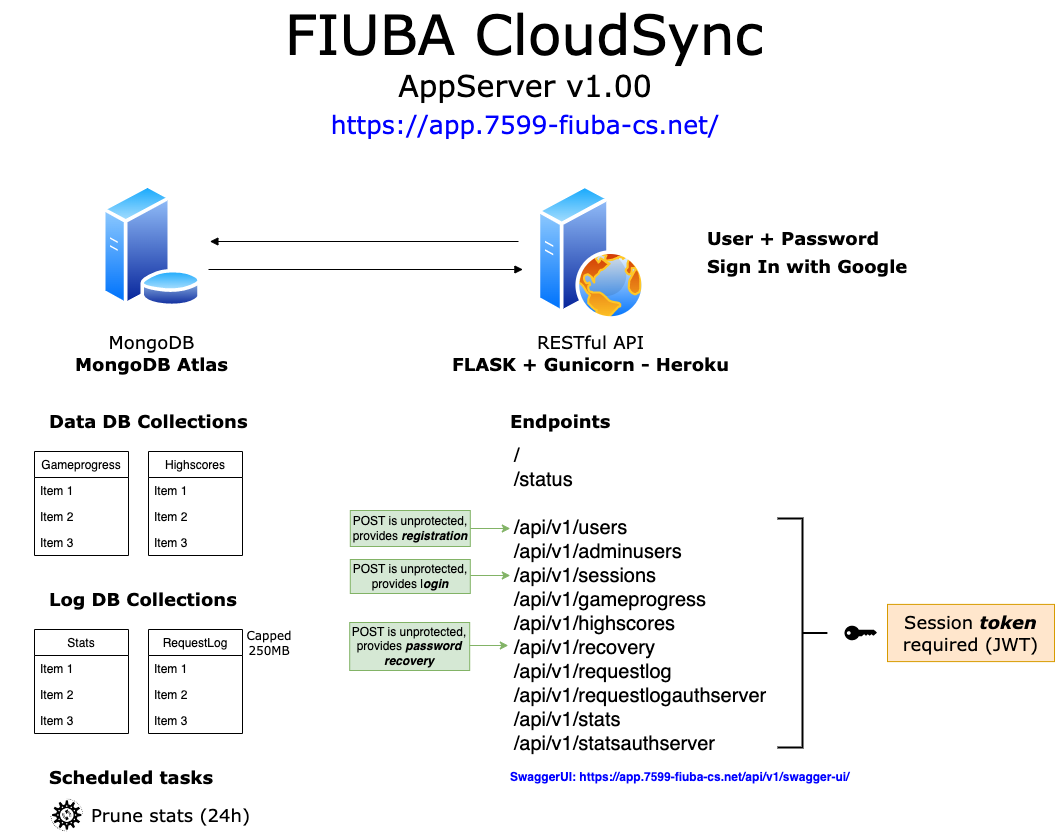 FIUBA CloudSync
AppServer v1.00
https://app.7599-fiuba-cs.net/
User + Password
Sign In with Google
MongoDB
MongoDB Atlas
RESTful API
FLASK + Gunicorn - Heroku
Data DB Collections
Gameprogress
Item 1
Item 2
Item 3
Highscores
Item 1
Item 2
Item 3
Log DB Collections
Stats
Item 1
Item 2
Item 3
RequestLog
Item 1
Item 2
Item 3
Capped
250MB
Scheduled tasks
Prune stats (24h)
Endpoints
/
/status
POST is unprotected,
provides registration
/api/v1/users
/api/v1/adminusers
POST is unprotected,
provides login
/api/v1/sessions
/api/v1/gameprogress
/api/v1/highscores
POST is unprotected,
provides password
recovery
/api/v1/recovery
/api/v1/requestlog
/api/v1/requestlogauthserver
/api/v1/stats
/api/v1/statsauthserver
Session token
required (JWT)
SwaggerUI: https://app.7599-fiuba-cs.net/api/v1/swagger-ui/